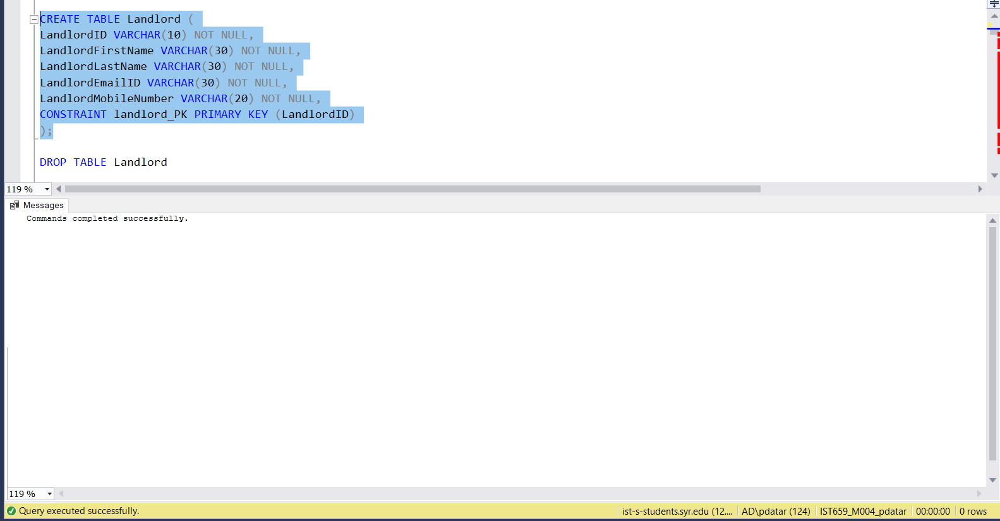 CREATE TABLE Landlord (
LandlordID VARCHAR(10) NOT NULL,
LandlordFirstName VARCHAR(30) NOT NULL,
LandlordLastName VARCHAR(30) NOT NULL,
LandlordEmailID VARCHAR(30) NOT NULL,
LandlordMobileNumber VARCHAR(20) NOT NULL,
CONSTRAINT landlord_PK PRIMARY KEY (LandlordID)
);
DROP TABLE Landlord
119 %
Messages
Commands completed successfully.
119 %
Query executed successfully. ist-s-students.syr.edu (12.... AD\pdatar (124) IST659_M004_pdatar 00:00:00 0 rows